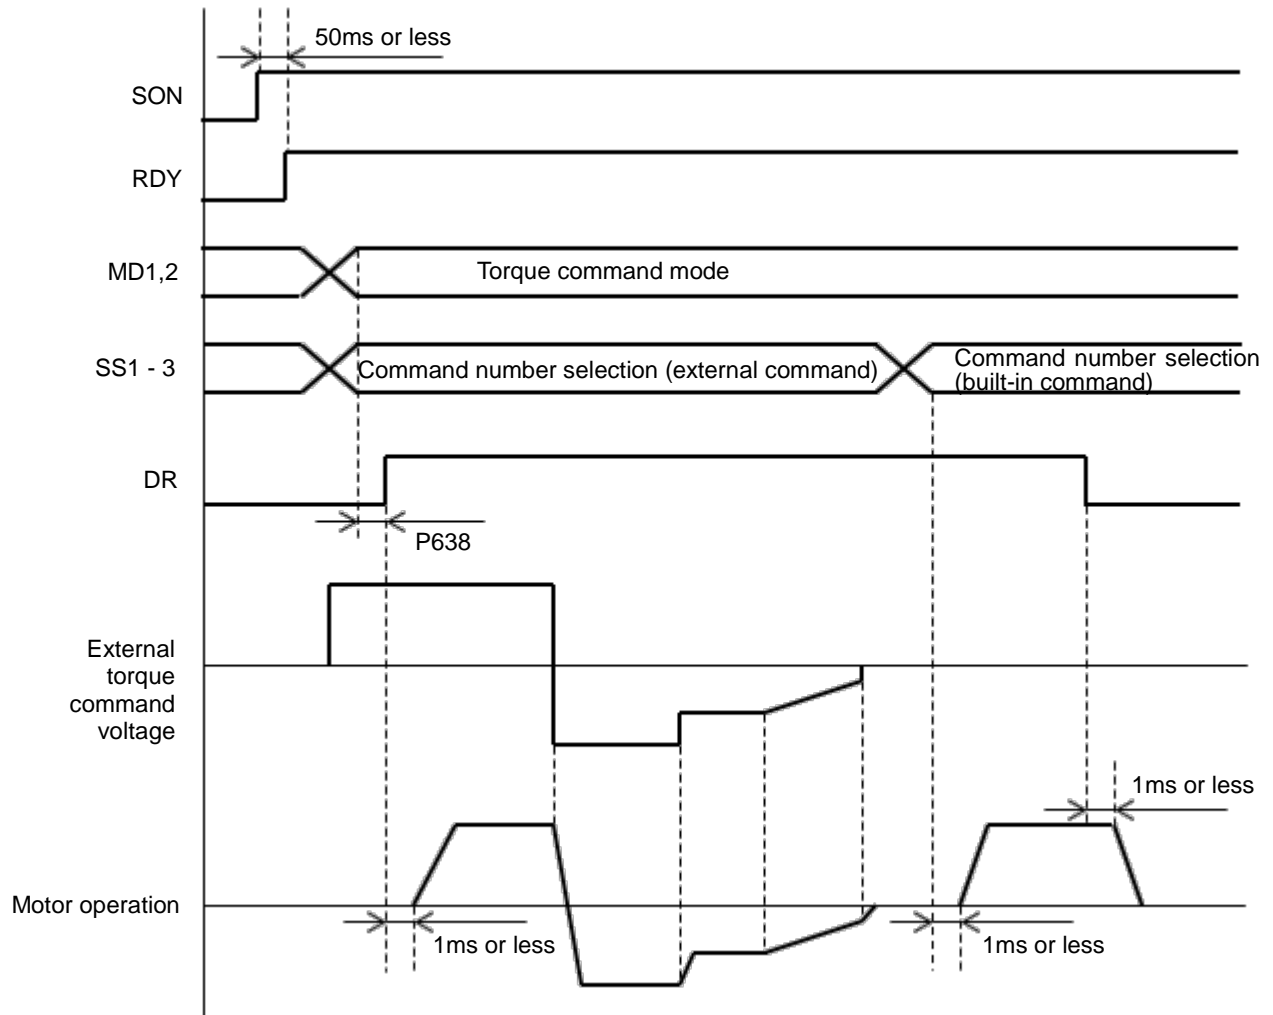 50ms or less
SON
RDY
MD1,2
Torque command mode
SS1 - 3
Command number selection (external command)
Command number selection
(built-in command)
DR
P638
External
torque
command
voltage
1ms or less
Motor operation
1ms or less
1ms or less